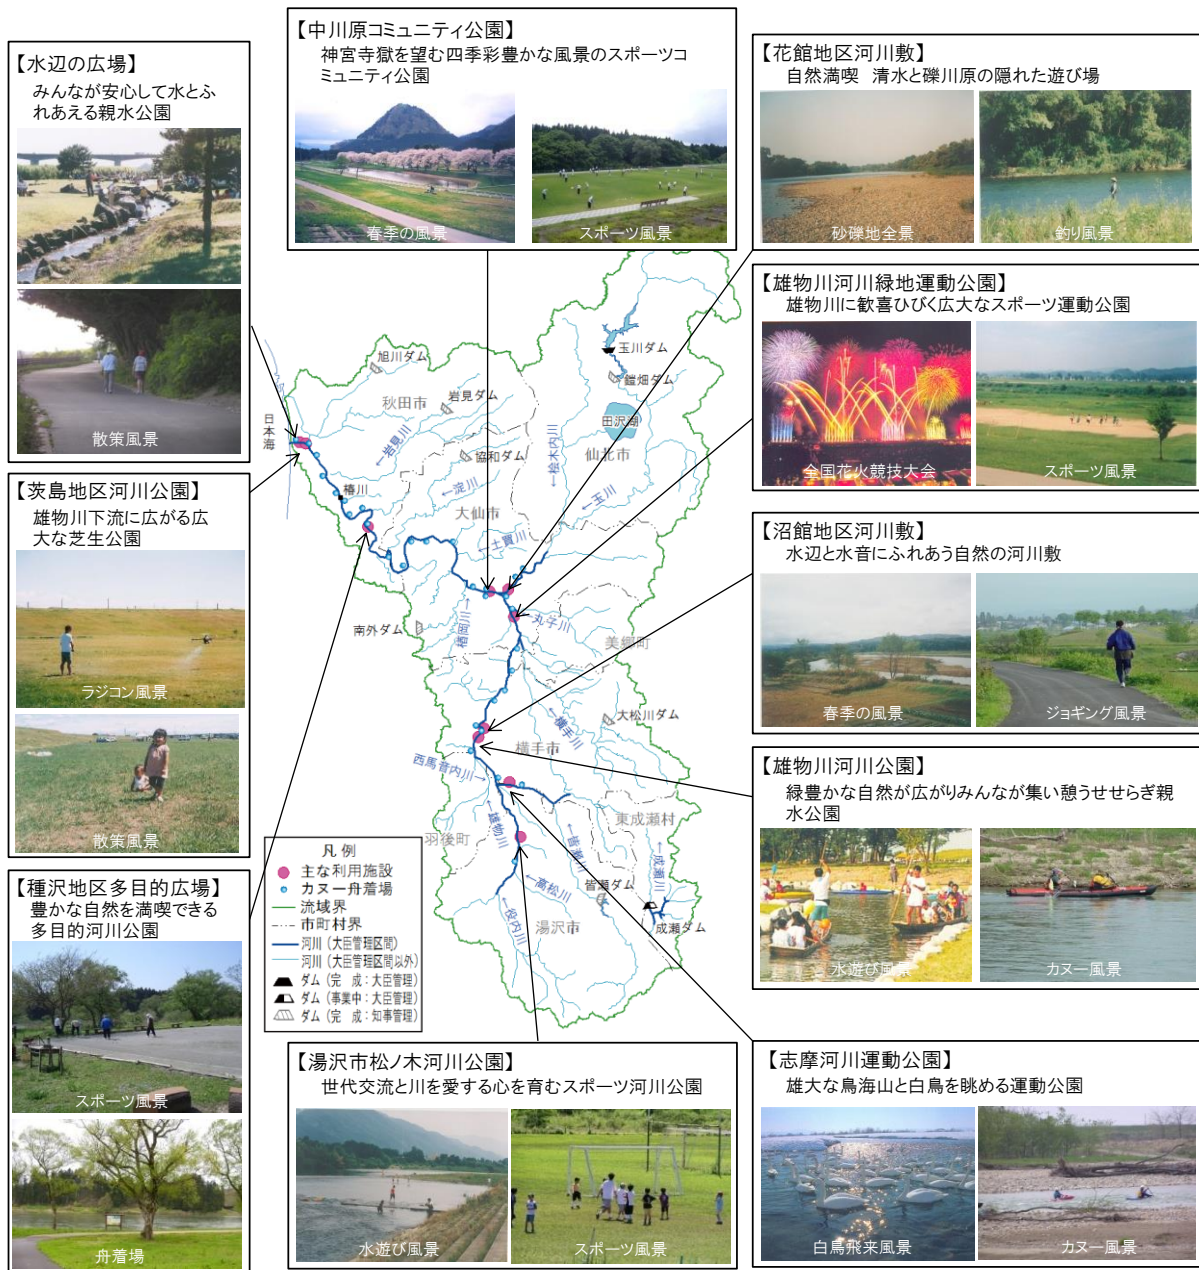 【水辺の広場】
みんなが安心して水とふ
れあえる親水公園
散策風景
【中川原コミュニティ公園】
神宮寺獄を望む四季彩豊かな風景のスポーツコ
ミュニティ公園
春季の風景
スポーツ風景
【花館地区河川敷】
自然満喫　清水と礫川原の隠れた遊び場
砂礫地全景
釣り風景
【雄物川河川緑地運動公園】
雄物川に歓喜ひびく広大なスポーツ運動公園
全国花火競技大会
スポーツ風景
【茨島地区河川公園】
雄物川下流に広がる広
大な芝生公園
ラジコン風景
散策風景
【沼館地区河川敷】
水辺と水音にふれあう自然の河川敷
春季の風景
ジョギング風景
【雄物川河川公園】
緑豊かな自然が広がりみんなが集い憩うせせらぎ親
水公園
水遊び風景
カヌー風景
【種沢地区多目的広場】
豊かな自然を満喫できる
多目的河川公園
スポーツ風景
舟着場
【湯沢市松ノ木河川公園】
世代交流と川を愛する心を育むスポーツ河川公園
水遊び風景
スポーツ風景
【志摩河川運動公園】
雄大な鳥海山と白鳥を眺める運動公園
白鳥飛来風景
カヌー風景
玉川ダム
鎧畑ダム
旭川ダム
岩見ダム
秋田市
田沢湖
日本海
←岩見川
協和ダム
←桧木内川
仙北市
椿川
←淀川
大仙市
←玉川
←土買川
楢岡川→
←丸子川
南外ダム
美郷町
←横手川
大松川ダム
横手市
西馬音内川→
東成瀬村
羽後町
←雄物川
←皆瀬川
←成瀬川
←高松川
皆瀬ダム
←役内川
湯沢市
成瀬ダム
凡例
主な利用施設
カヌー舟着場
流域界
市町村界
河川（大臣管理区間）
河川（大臣管理区間以外）
ダム（完　成：大臣管理）
ダム（事業中：大臣管理）
ダム（完　成：知事管理）